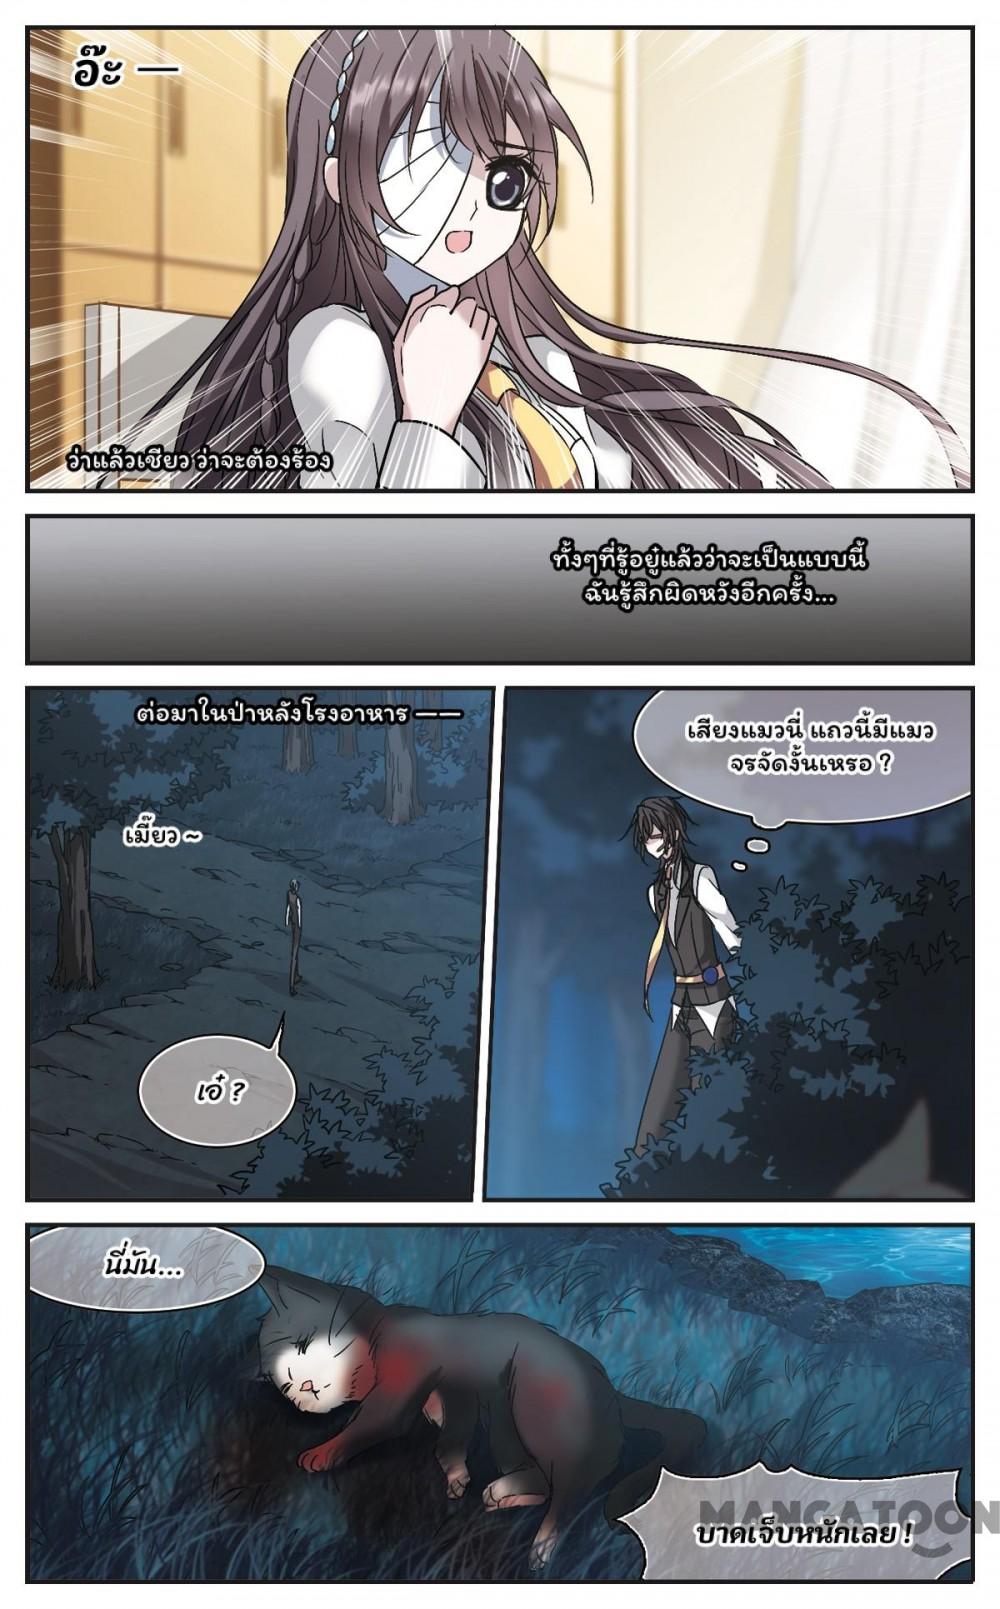 อ๊ะ —
ว่าแล้วเชียว ว่าจะต้องร้อง
ทั้งๆที่รู้อยู่แล้วว่าจะเป็นแบบนี้
ฉันรู้สึกผิดหวังอีกครั้ง...
ต่อมาในป่าหลังโรงอาหาร ——
เมี๊ยว ~
เอ๋ ?
เสียงแมวนี่ แถวนี้มีแมว
จรจัดงั้นเหรอ ?
นี่มัน...
บาดเจ็บหนักเลย !
MANGATOON